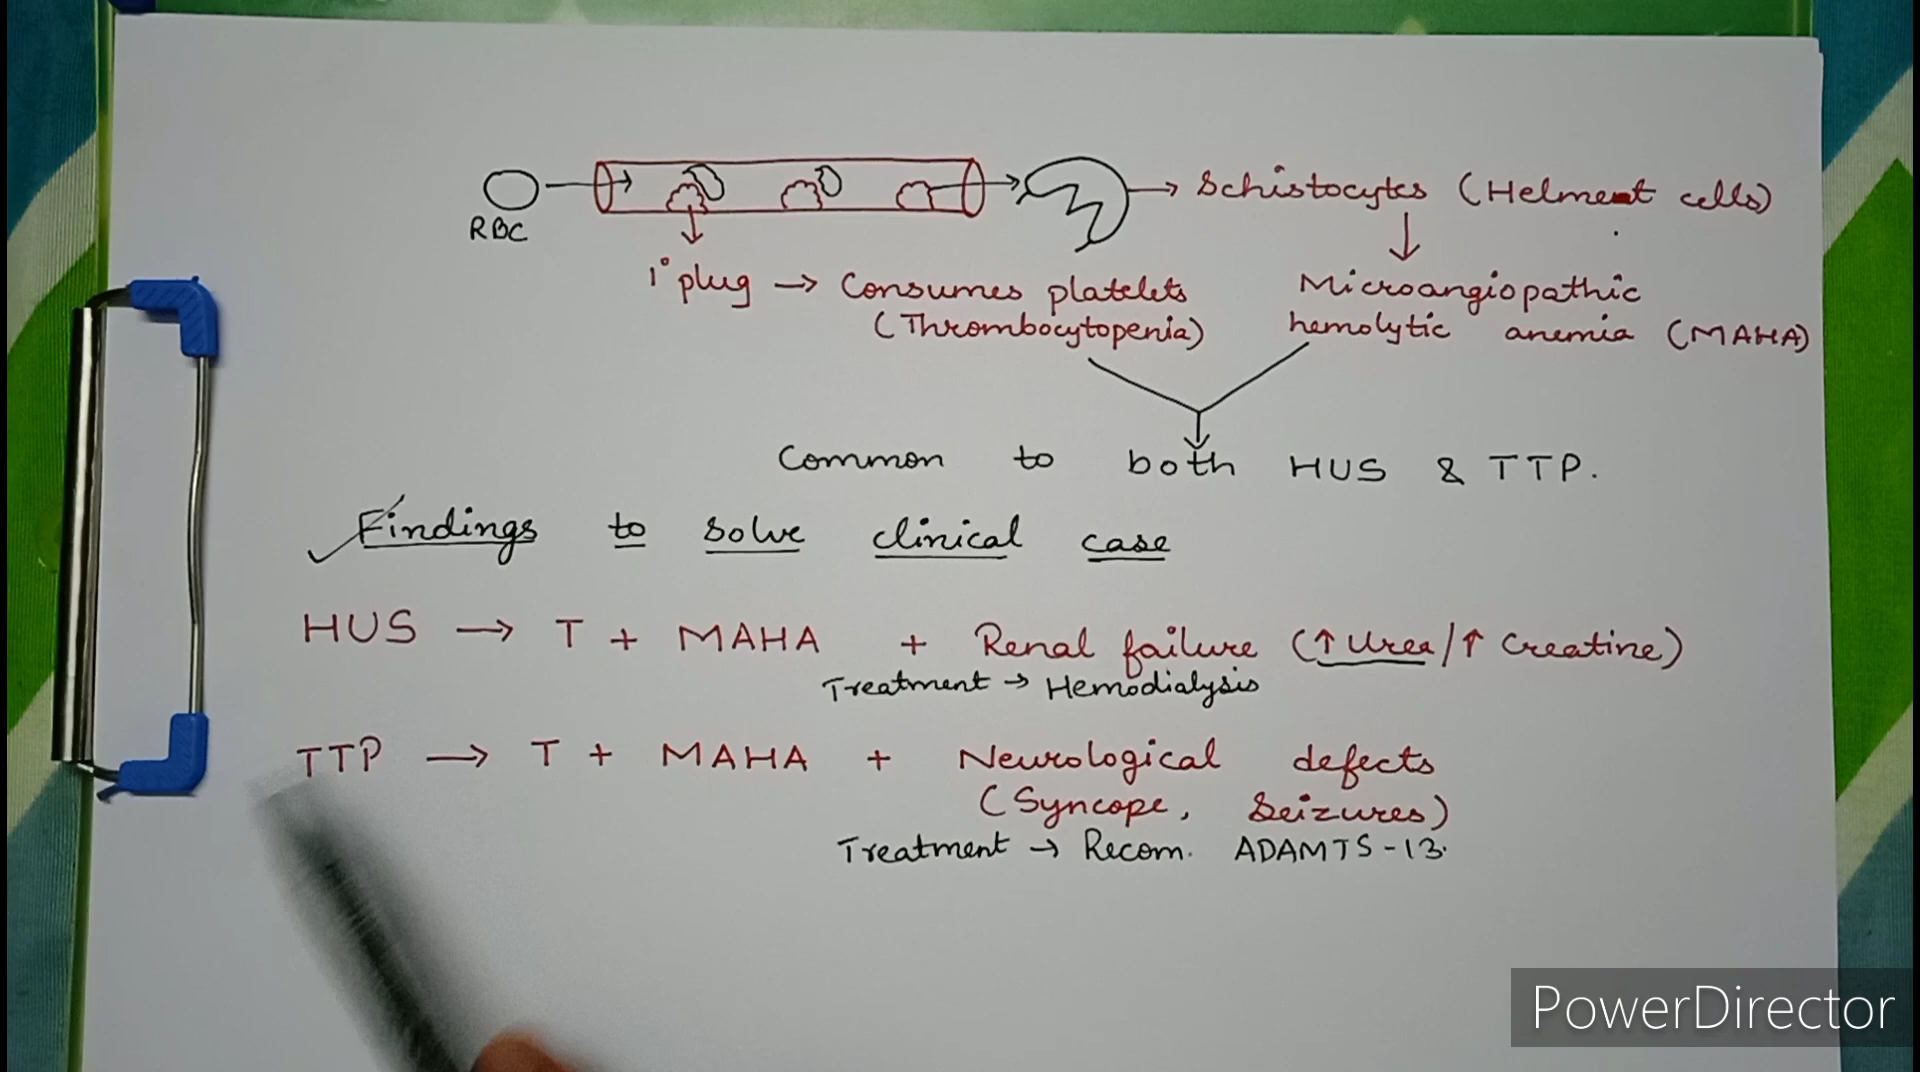 RBC
Schistocytes (Helmet cells)
1° plug → Consumes platelets
(Thrombocytopenia)
Microangiopathic
hemolytic anemia (MAHA)
Common to both HUS & TTP.
Findings to solve clinical case
HUS → T + MAHA + Renal failure (↑ Urea/↑ Creatine)
Treatment → Hemodialysis
TTP → T + MAHA + Neurological defects
(Syncope, Seizures)
Treatment → Recom. ADAMTS-13.
PowerDirector